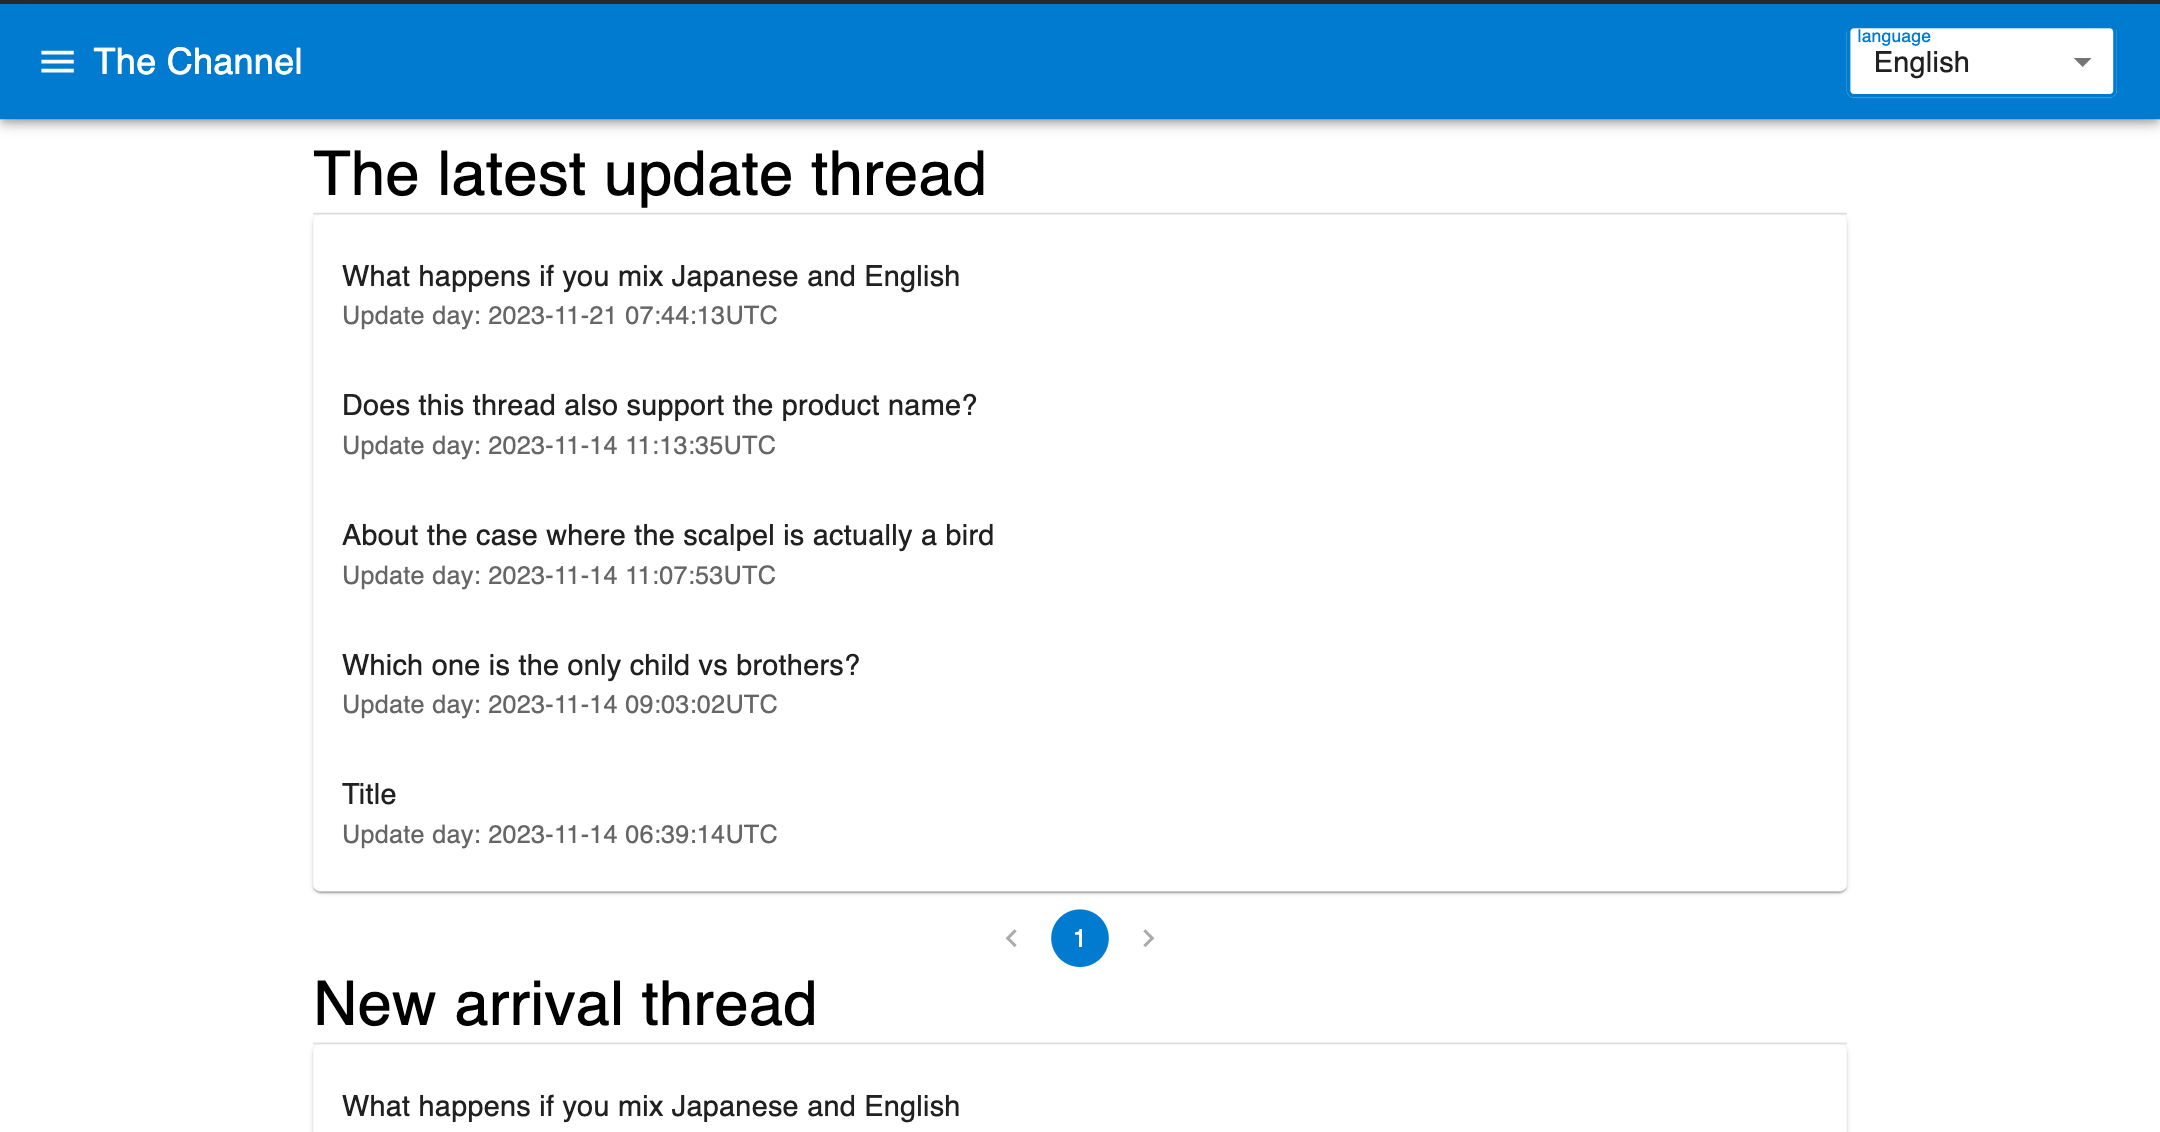 The Channel
language
English
The latest update thread
What happens if you mix Japanese and English
Update day: 2023-11-21 07:44:13UTC
Does this thread also support the product name?
Update day: 2023-11-14 11:13:35UTC
About the case where the scalpel is actually a bird
Update day: 2023-11-14 11:07:53UTC
Which one is the only child vs brothers?
Update day: 2023-11-14 09:03:02UTC
Title
Update day: 2023-11-14 06:39:14UTC
1
New arrival thread
What happens if you mix Japanese and English